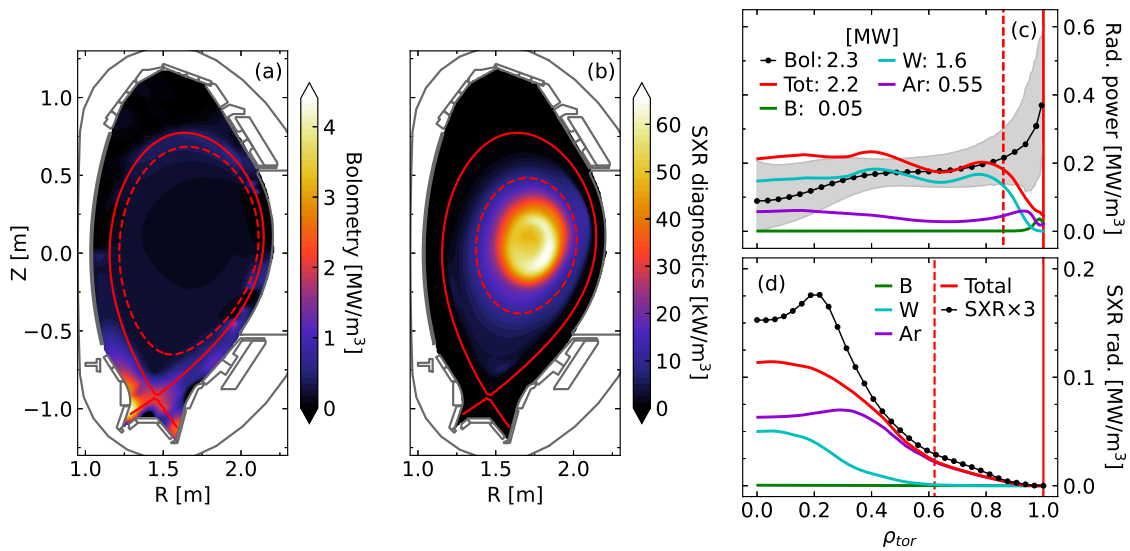 (a)
1.0
0.5
0.0
−0.5
−1.0
Z [m]
1.0 1.5 2.0
R [m]
4
3
2
1
0
Bolometry [MW/m³]
(b)
1.0 1.5 2.0
R [m]
60
50
40
30
20
10
0
SXR diagnostics [kW/m³]
(c)
[MW]
Bol: 2.3
Tot: 2.2
B: 0.05
W: 1.6
Ar: 0.55
0.6
0.4
0.2
0.0
Rad. power [MW/m³]
(d)
B
W
Ar
Total
SXR×3
0.2
0.1
0.0
SXR rad. [MW/m³]
0.0 0.2 0.4 0.6 0.8 1.0
ρtor